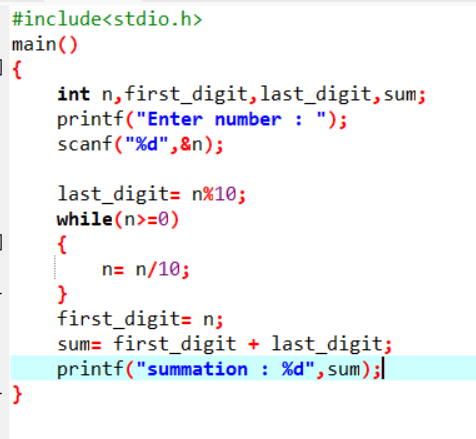 #include<stdio.h>
main()
{
int n,first_digit,last_digit,sum;
printf("Enter number : ");
scanf("%d",&n);
last_digit= n%10;
while(n>=0)
{
n= n/10;
}
first_digit= n;
sum= first_digit + last_digit;
printf("summation : %d",sum);
}